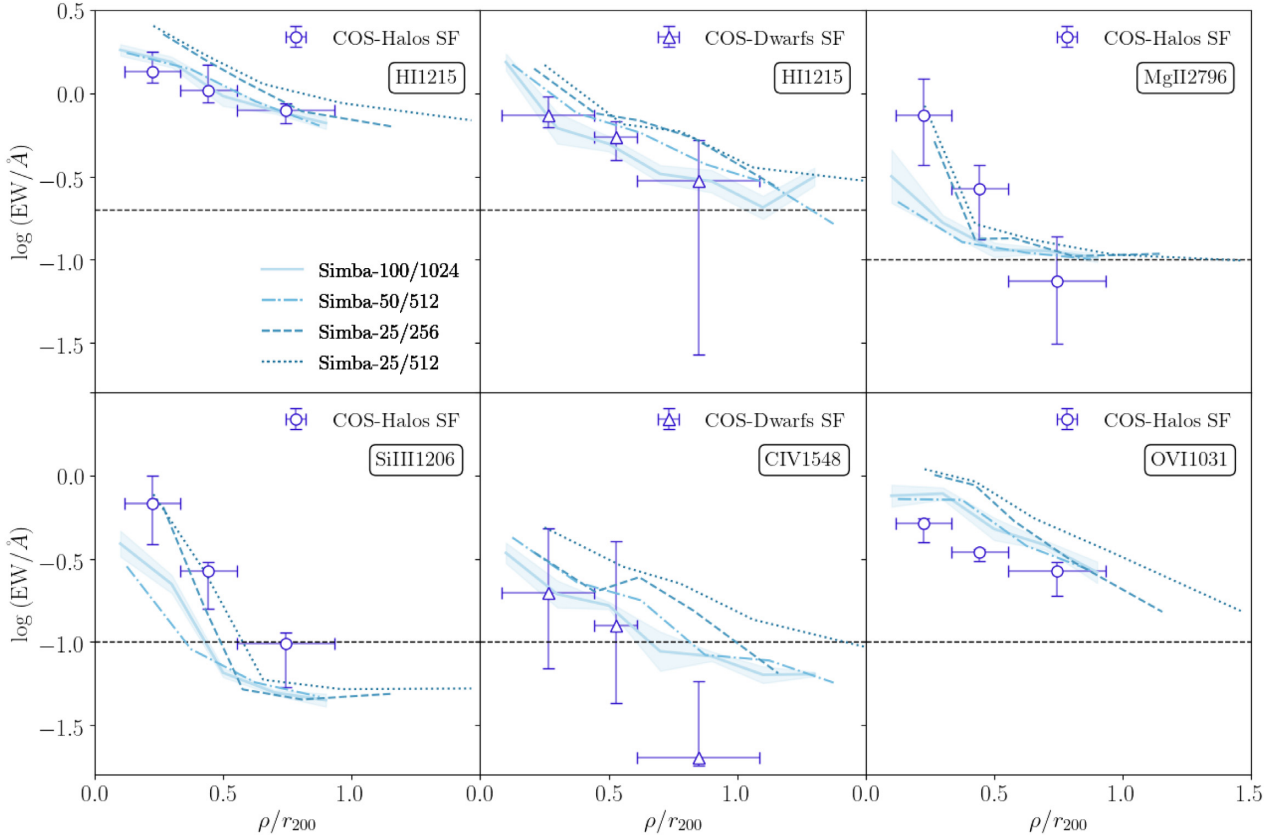 0.5
0.0
−0.5
−1.0
−1.5
log (EW/Å)
COS-Halos SF
HI1215
Simba-100/1024
Simba-50/512
Simba-25/256
Simba-25/512
COS-Dwarfs SF
HI1215
COS-Halos SF
MgII2796
0.0
−0.5
−1.0
−1.5
log (EW/Å)
COS-Halos SF
SiIII1206
COS-Dwarfs SF
CIV1548
COS-Halos SF
OVI1031
0.0 0.5 1.0 0.0 0.5 1.0 0.0 0.5 1.0 1.5
ρ/r₂₀₀ ρ/r₂₀₀ ρ/r₂₀₀